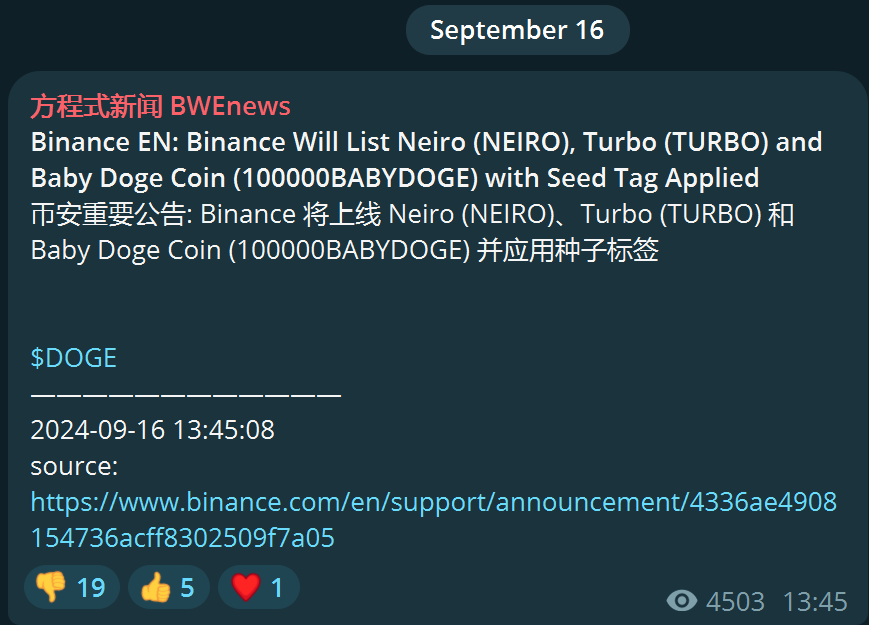 September 16
方程式新闻 BWEnews
Binance EN: Binance Will List Neiro (NEIRO), Turbo (TURBO) and
Baby Doge Coin (100000BABYDOGE) with Seed Tag Applied
币安重要公告: Binance 将上线 Neiro (NEIRO)、Turbo (TURBO) 和
Baby Doge Coin (100000BABYDOGE) 并应用种子标签
$DOGE
————————————
2024-09-16 13:45:08
source:
https://www.binance.com/en/support/announcement/4336ae4908
154736acff8302509f7a05
👎 19 👍 5 ❤️ 1
4503 13:45